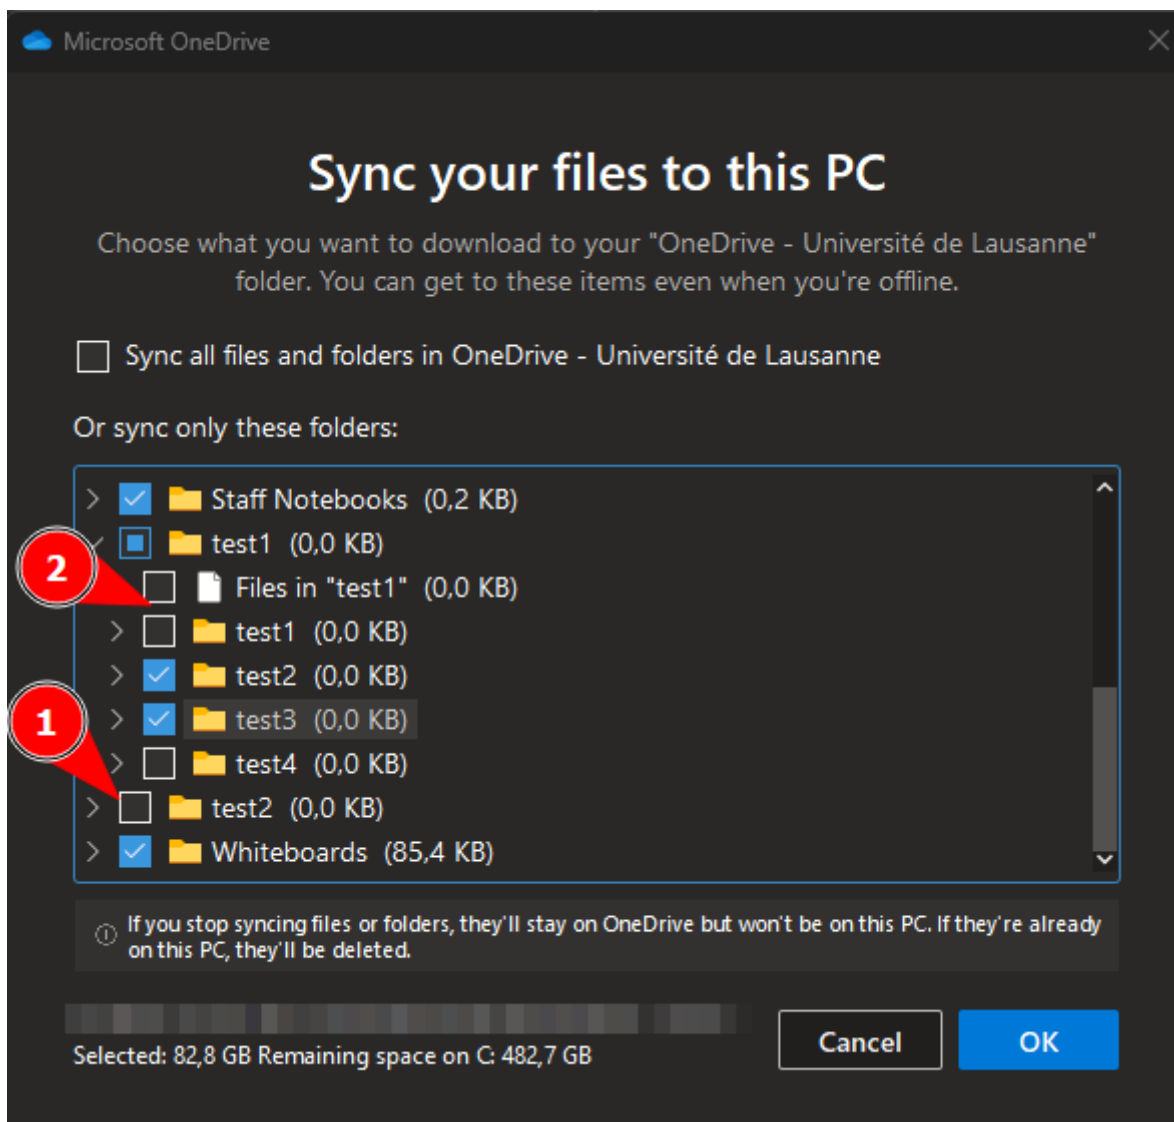 Microsoft OneDrive
Sync your files to this PC
Choose what you want to download to your "OneDrive - Université de Lausanne"
folder. You can get to these items even when you're offline.
Sync all files and folders in OneDrive - Université de Lausanne
Or sync only these folders:
Staff Notebooks (0,2 KB)
test1 (0,0 KB)
2
Files in "test1" (0,0 KB)
test1 (0,0 KB)
test2 (0,0 KB)
1
test3 (0,0 KB)
test4 (0,0 KB)
test2 (0,0 KB)
Whiteboards (85,4 KB)
If you stop syncing files or folders, they'll stay on OneDrive but won't be on this PC. If they're already
on this PC, they'll be deleted.
Selected: 82,8 GB Remaining space on C: 482,7 GB
Cancel
OK